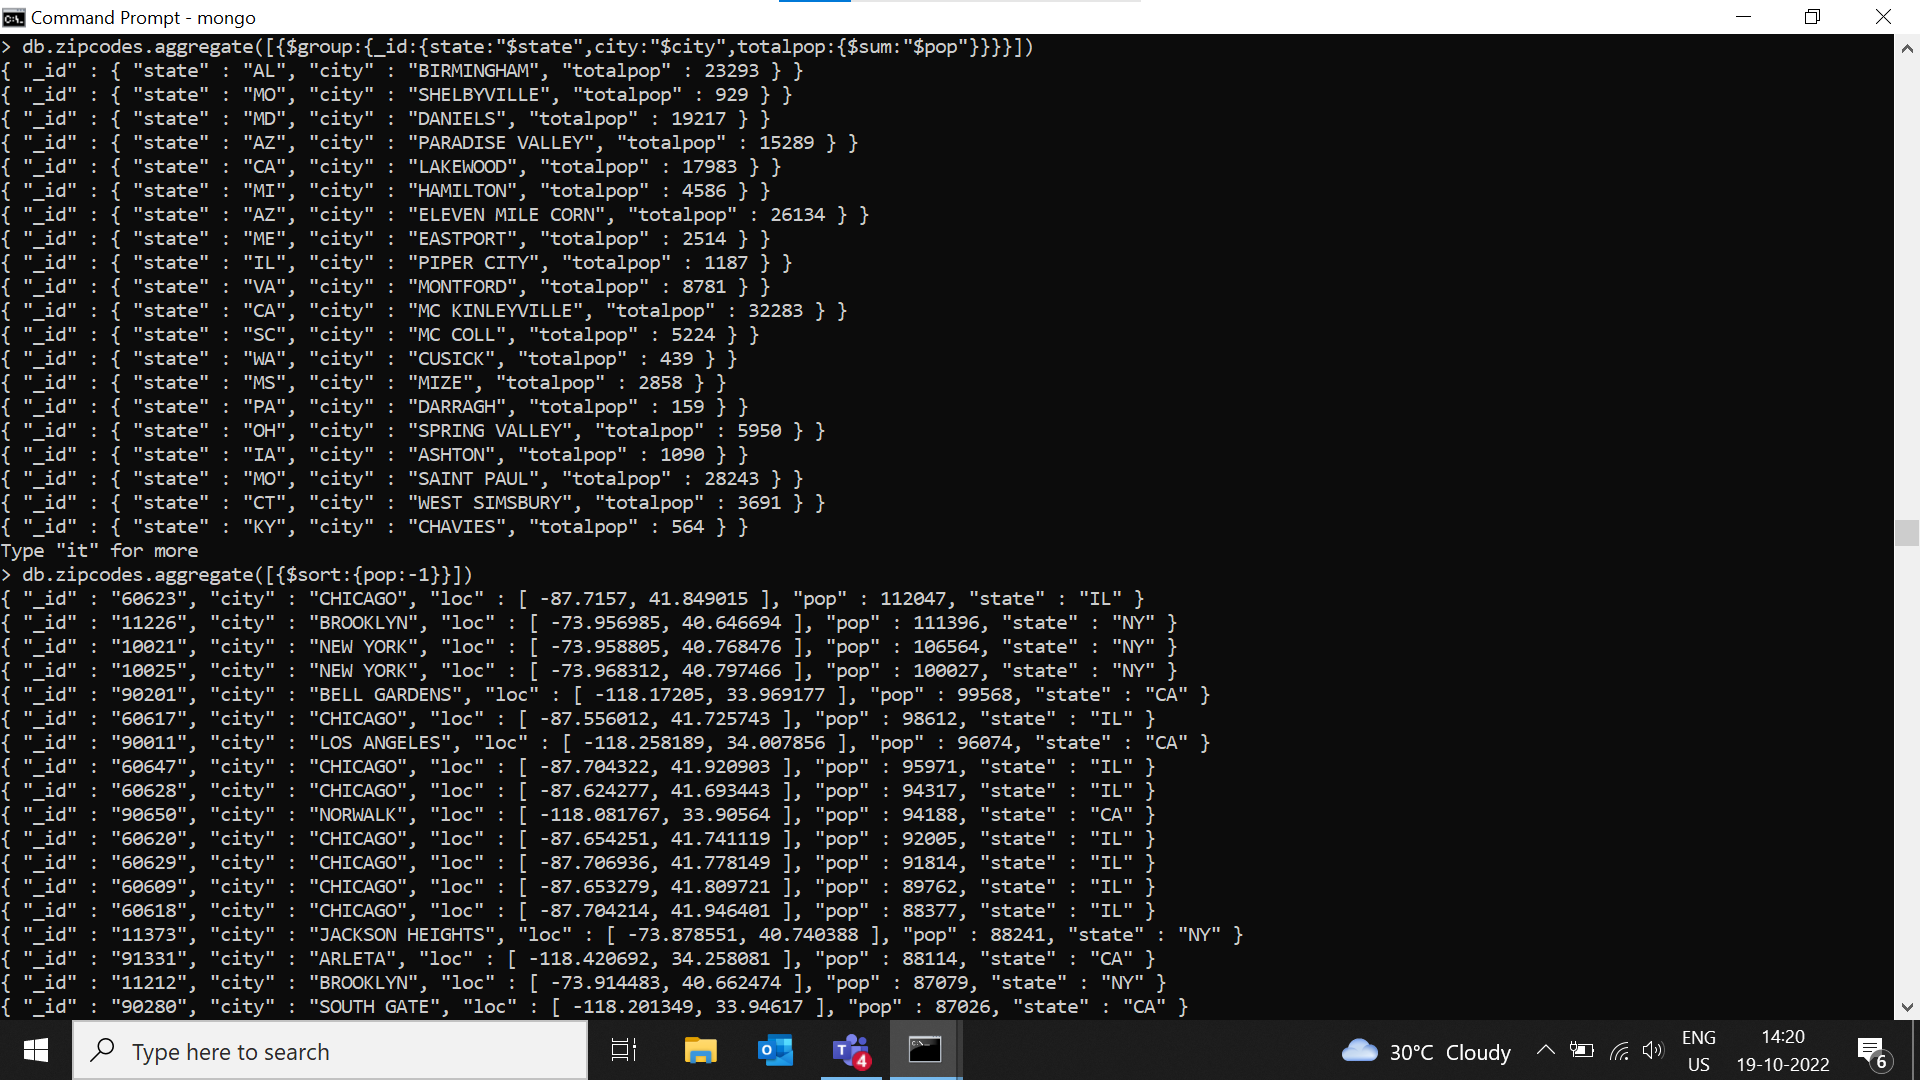 Command Prompt - mongo
> db.zipcodes.aggregate([{$group:{_id:{state:"$state",city:"$city",totalpop:{$sum:"$pop"}}}}])
{ "_id" : { "state" : "AL", "city" : "BIRMINGHAM", "totalpop" : 23293 } }
{ "_id" : { "state" : "MO", "city" : "SHELBYVILLE", "totalpop" : 929 } }
{ "_id" : { "state" : "MD", "city" : "DANIELS", "totalpop" : 19217 } }
{ "_id" : { "state" : "AZ", "city" : "PARADISE VALLEY", "totalpop" : 15289 } }
{ "_id" : { "state" : "CA", "city" : "LAKEWOOD", "totalpop" : 17983 } }
{ "_id" : { "state" : "MI", "city" : "HAMILTON", "totalpop" : 4586 } }
{ "_id" : { "state" : "AZ", "city" : "ELEVEN MILE CORN", "totalpop" : 26134 } }
{ "_id" : { "state" : "ME", "city" : "EASTPORT", "totalpop" : 2514 } }
{ "_id" : { "state" : "IL", "city" : "PIPER CITY", "totalpop" : 1187 } }
{ "_id" : { "state" : "VA", "city" : "MONTFORD", "totalpop" : 8781 } }
{ "_id" : { "state" : "CA", "city" : "MC KINLEYVILLE", "totalpop" : 32283 } }
{ "_id" : { "state" : "SC", "city" : "MC COLL", "totalpop" : 5224 } }
{ "_id" : { "state" : "WA", "city" : "CUSICK", "totalpop" : 439 } }
{ "_id" : { "state" : "MS", "city" : "MIZE", "totalpop" : 2858 } }
{ "_id" : { "state" : "PA", "city" : "DARRAGH", "totalpop" : 159 } }
{ "_id" : { "state" : "OH", "city" : "SPRING VALLEY", "totalpop" : 5950 } }
{ "_id" : { "state" : "IA", "city" : "ASHTON", "totalpop" : 1090 } }
{ "_id" : { "state" : "MO", "city" : "SAINT PAUL", "totalpop" : 28243 } }
{ "_id" : { "state" : "CT", "city" : "WEST SIMSBURY", "totalpop" : 3691 } }
{ "_id" : { "state" : "KY", "city" : "CHAVIES", "totalpop" : 564 } }
Type "it" for more
> db.zipcodes.aggregate([{$sort:{pop:-1}}])
{ "_id" : "60623", "city" : "CHICAGO", "loc" : [ -87.7157, 41.849015 ], "pop" : 112047, "state" : "IL" }
{ "_id" : "11226", "city" : "BROOKLYN", "loc" : [ -73.956985, 40.646694 ], "pop" : 111396, "state" : "NY" }
{ "_id" : "10021", "city" : "NEW YORK", "loc" : [ -73.958805, 40.768476 ], "pop" : 106564, "state" : "NY" }
{ "_id" : "10025", "city" : "NEW YORK", "loc" : [ -73.968312, 40.797466 ], "pop" : 100027, "state" : "NY" }
{ "_id" : "90201", "city" : "BELL GARDENS", "loc" : [ -118.17205, 33.969177 ], "pop" : 99568, "state" : "CA" }
{ "_id" : "60617", "city" : "CHICAGO", "loc" : [ -87.556012, 41.725743 ], "pop" : 98612, "state" : "IL" }
{ "_id" : "90011", "city" : "LOS ANGELES", "loc" : [ -118.258189, 34.007856 ], "pop" : 96074, "state" : "CA" }
{ "_id" : "60647", "city" : "CHICAGO", "loc" : [ -87.704322, 41.920903 ], "pop" : 95971, "state" : "IL" }
{ "_id" : "60628", "city" : "CHICAGO", "loc" : [ -87.624277, 41.693443 ], "pop" : 94317, "state" : "IL" }
{ "_id" : "90650", "city" : "NORWALK", "loc" : [ -118.081767, 33.90564 ], "pop" : 94188, "state" : "CA" }
{ "_id" : "60620", "city" : "CHICAGO", "loc" : [ -87.654251, 41.741119 ], "pop" : 92005, "state" : "IL" }
{ "_id" : "60629", "city" : "CHICAGO", "loc" : [ -87.706936, 41.778149 ], "pop" : 91814, "state" : "IL" }
{ "_id" : "60609", "city" : "CHICAGO", "loc" : [ -87.653279, 41.809721 ], "pop" : 89762, "state" : "IL" }
{ "_id" : "60618", "city" : "CHICAGO", "loc" : [ -87.704214, 41.946401 ], "pop" : 88377, "state" : "IL" }
{ "_id" : "11373", "city" : "JACKSON HEIGHTS", "loc" : [ -73.878551, 40.740388 ], "pop" : 88241, "state" : "NY" }
{ "_id" : "91331", "city" : "ARLETA", "loc" : [ -118.420692, 34.258081 ], "pop" : 88114, "state" : "CA" }
{ "_id" : "11212", "city" : "BROOKLYN", "loc" : [ -73.914483, 40.662474 ], "pop" : 87079, "state" : "NY" }
{ "_id" : "90280", "city" : "SOUTH GATE", "loc" : [ -118.201349, 33.94617 ], "pop" : 87026, "state" : "CA" }
Type here to search
4
30°C Cloudy
ENG
US
14:20
19-10-2022
6